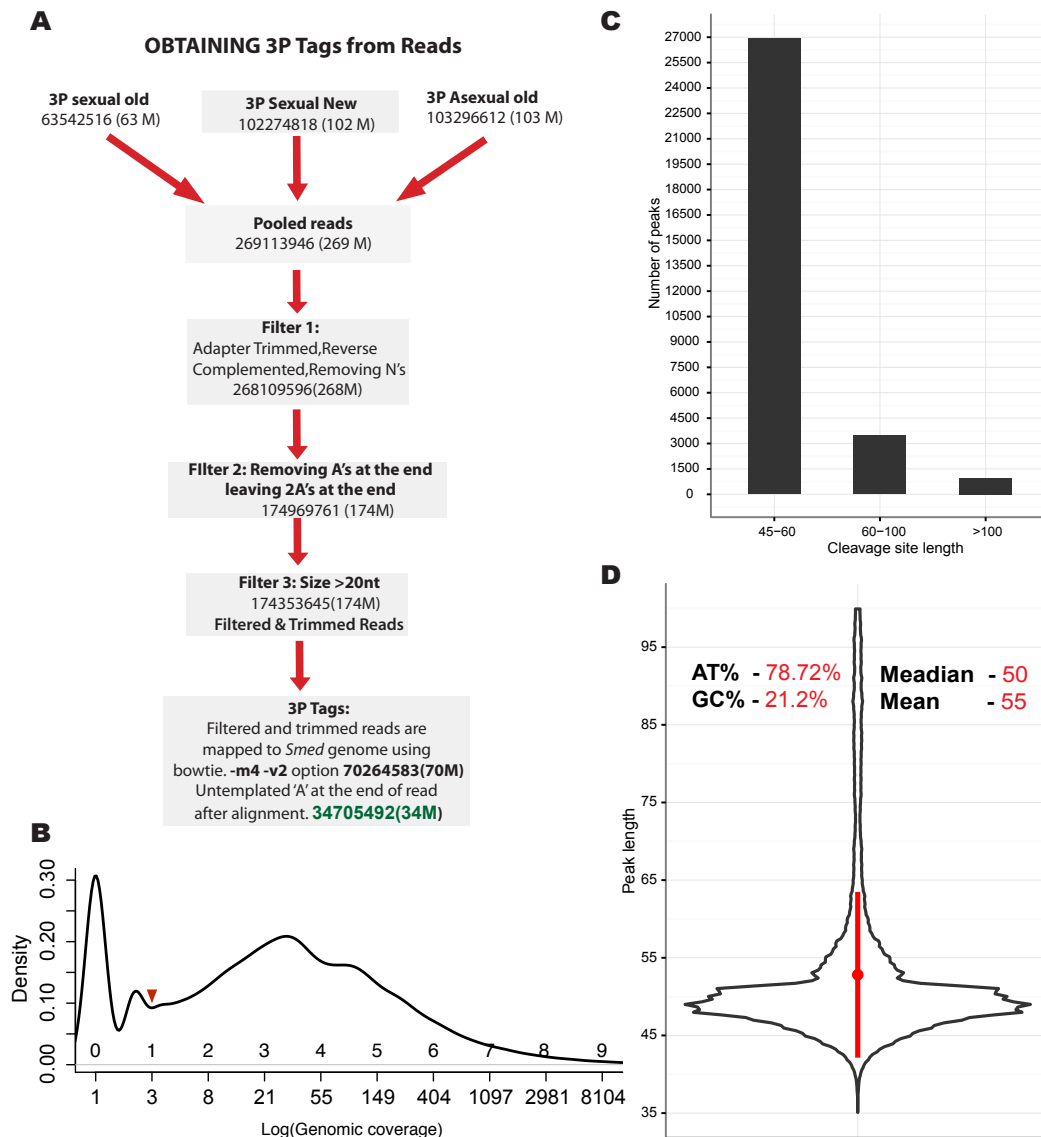 A
OBTAINING 3P Tags from Reads
3P sexual old
63542516 (63 M)
3P Sexual New
102274818 (102 M)
3P Asexual old
103296612 (103 M)
Pooled reads
269113946 (269 M)
Filter 1:
Adapter Trimmed,Reverse
Complemented,Removing N's
268109596(268M)
FIlter 2: Removing A's at the end
leaving 2A's at the end
174969761 (174M)
Filter 3: Size >20nt
174353645(174M)
Filtered & Trimmed Reads
3P Tags:
Filtered and trimmed reads are
mapped to Smed genome using
bowtie. -m4 -v2 option 70264583(70M)
Untemplated 'A' at the end of read
after alignment. 34705492(34M)
B
Density
0.30
0.20
0.10
0.00
0 1 2 3 4 5 6 7 8 9
1 3 8 21 55 149 404 1097 2981 8104
Log(Genomic coverage)
C
Number of peaks
27000
25500
24000
22500
21000
19500
18000
16500
15000
13500
12000
10500
9000
7500
6000
4500
3000
1500
0
45−60 60−100 >100
Cleavage site length
D
Peak length
95
85
75
65
55
45
35
AT% - 78.72%
GC% - 21.2%
Meadian - 50
Mean - 55